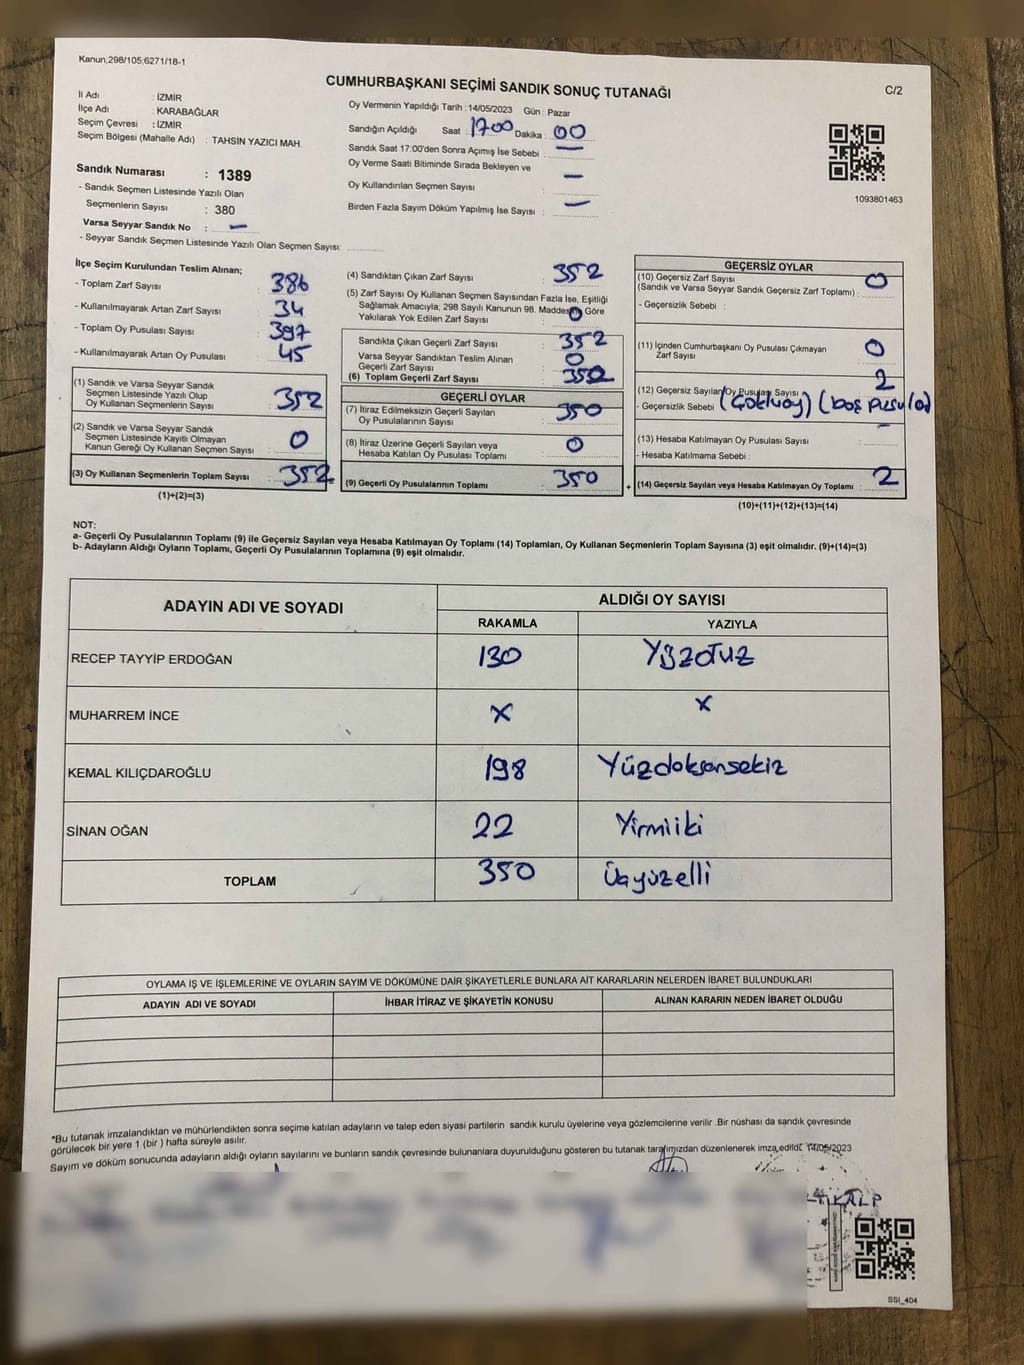 Kanun;298/105;6271/18-1
CUMHURBAŞKANI SEÇİMİ SANDIK SONUÇ TUTANAĞI
C/2
İl Adı : İZMİR
İlçe Adı : KARABAĞLAR
Seçim Çevresi : İZMİR
Seçim Bölgesi (Mahalle Adı) : TAHSİN YAZICI MAH.
Sandık Numarası : 1389
- Sandık Seçmen Listesinde Yazılı Olan
Seçmenlerin Sayısı : 380
Varsa Seyyar Sandık No : —
- Seyyar Sandık Seçmen Listesinde Yazılı Olan Seçmen Sayısı:
Oy Vermenin Yapıldığı Tarih : 14/05/2023 Gün : Pazar
Sandığın Açıldığı Saat : 1700 Dakika : 00
Sandık Saat 17:00'den Sonra Açımış İse Sebebi : —
Oy Verme Saati Bitiminde Sırada Bekleyen ve
Oy Kullandırılan Seçmen Sayısı : —
Birden Fazla Sayım Döküm Yapılmış İse Sayısı : —
1093801463
İlçe Seçim Kurulundan Teslim Alınan;
- Toplam Zarf Sayısı : 386
- Kullanılmayarak Artan Zarf Sayısı : 34
- Toplam Oy Pusulası Sayısı : 397
- Kullanılmayarak Artan Oy Pusulası : 45
(1) Sandık ve Varsa Seyyar Sandık
Seçmen Listesinde Yazılı Olup
Oy Kullanan Seçmenlerin Sayısı : 352
(2) Sandık ve Varsa Seyyar Sandık
Seçmen Listesinde Kayıtlı Olmayan
Kanun Gereği Oy Kullanan Seçmen Sayısı : 0
(3) Oy Kullanan Seçmenlerin Toplam Sayısı : 352
(1)+(2)=(3)
(4) Sandıktan Çıkan Zarf Sayısı : 352
(5) Zarf Sayısı Oy Kullanan Seçmen Sayısından Fazla İse, Eşitliği
Sağlamak Amacıyla, 298 Sayılı Kanunun 98. Maddesine Göre
Yakılarak Yok Edilen Zarf Sayısı : 0
Sandıkta Çıkan Geçerli Zarf Sayısı : 352
Varsa Seyyar Sandıktan Teslim Alınan
Geçerli Zarf Sayısı : 0
(6) Toplam Geçerli Zarf Sayısı : 352
GEÇERLİ OYLAR
(7) İtiraz Edilmeksizin Geçerli Sayılan
Oy Pusulalarının Sayısı : 350
(8) İtiraz Üzerine Geçerli Sayılan veya
Hesaba Katılan Oy Pusulası Toplamı : 0
(9) Geçerli Oy Pusulalarının Toplamı : 350
+
GEÇERSİZ OYLAR
(10) Geçersiz Zarf Sayısı
(Sandık ve Varsa Seyyar Sandık Geçersiz Zarf Toplamı) : 0
- Geçersizlik Sebebi :
(11) İçinden Cumhurbaşkanı Oy Pusulası Çıkmayan
Zarf Sayısı : 0
(12) Geçersiz Sayılan Oy Pusulası Sayısı : 2
- Geçersizlik Sebebi : (Çokluoy) (boş pusula)
(13) Hesaba Katılmayan Oy Pusulası Sayısı : -
- Hesaba Katılmama Sebebi :
(14) Geçersiz Sayılan veya Hesaba Katılmayan Oy Toplamı : 2
(10)+(11)+(12)+(13)=(14)
NOT:
a- Geçerli Oy Pusulalarının Toplamı (9) ile Geçersiz Sayılan veya Hesaba Katılmayan Oy Toplamı (14) Toplamları, Oy Kullanan Seçmenlerin Toplam Sayısına (3) eşit olmalıdır. (9)+(14)=(3)
b- Adayların Aldığı Oyların Toplamı, Geçerli Oy Pusulalarının Toplamına (9) eşit olmalıdır.
ADAYIN ADI VE SOYADI ALDIĞI OY SAYISI
RAKAMLA YAZIYLA
RECEP TAYYİP ERDOĞAN 130 Yüzotuz
MUHARREM İNCE X X
KEMAL KILIÇDAROĞLU 198 Yüzdoksansekiz
SİNAN OĞAN 22 Yirmiiki
TOPLAM 350 Üçyüzelli
OYLAMA İŞ VE İŞLEMLERİNE VE OYLARIN SAYIM VE DÖKÜMÜNE DAİR ŞİKAYETLERLE BUNLARA AİT KARARLARIN NELERDEN İBARET BULUNDUKLARI
ADAYIN ADI VE SOYADI İHBAR İTİRAZ VE ŞİKAYETİN KONUSU ALINAN KARARIN NEDEN İBARET OLDUĞU
*Bu tutanak imzalandıktan ve mühürlendikten sonra seçime katılan adayların ve talep eden siyasi partilerin sandık kurulu üyelerine veya gözlemcilerine verilir .Bir nüshası da sandık çevresinde
görülecek bir yere 1 (bir ) hafta süreyle asılır.
Sayım ve döküm sonucunda adayların aldığı oyların sayılarını ve bunların sandık çevresinde bulunanlara duyurulduğunu gösteren bu tutanak tarafımızdan düzenlenerek imza edildi. 14/05/2023
SSI_404